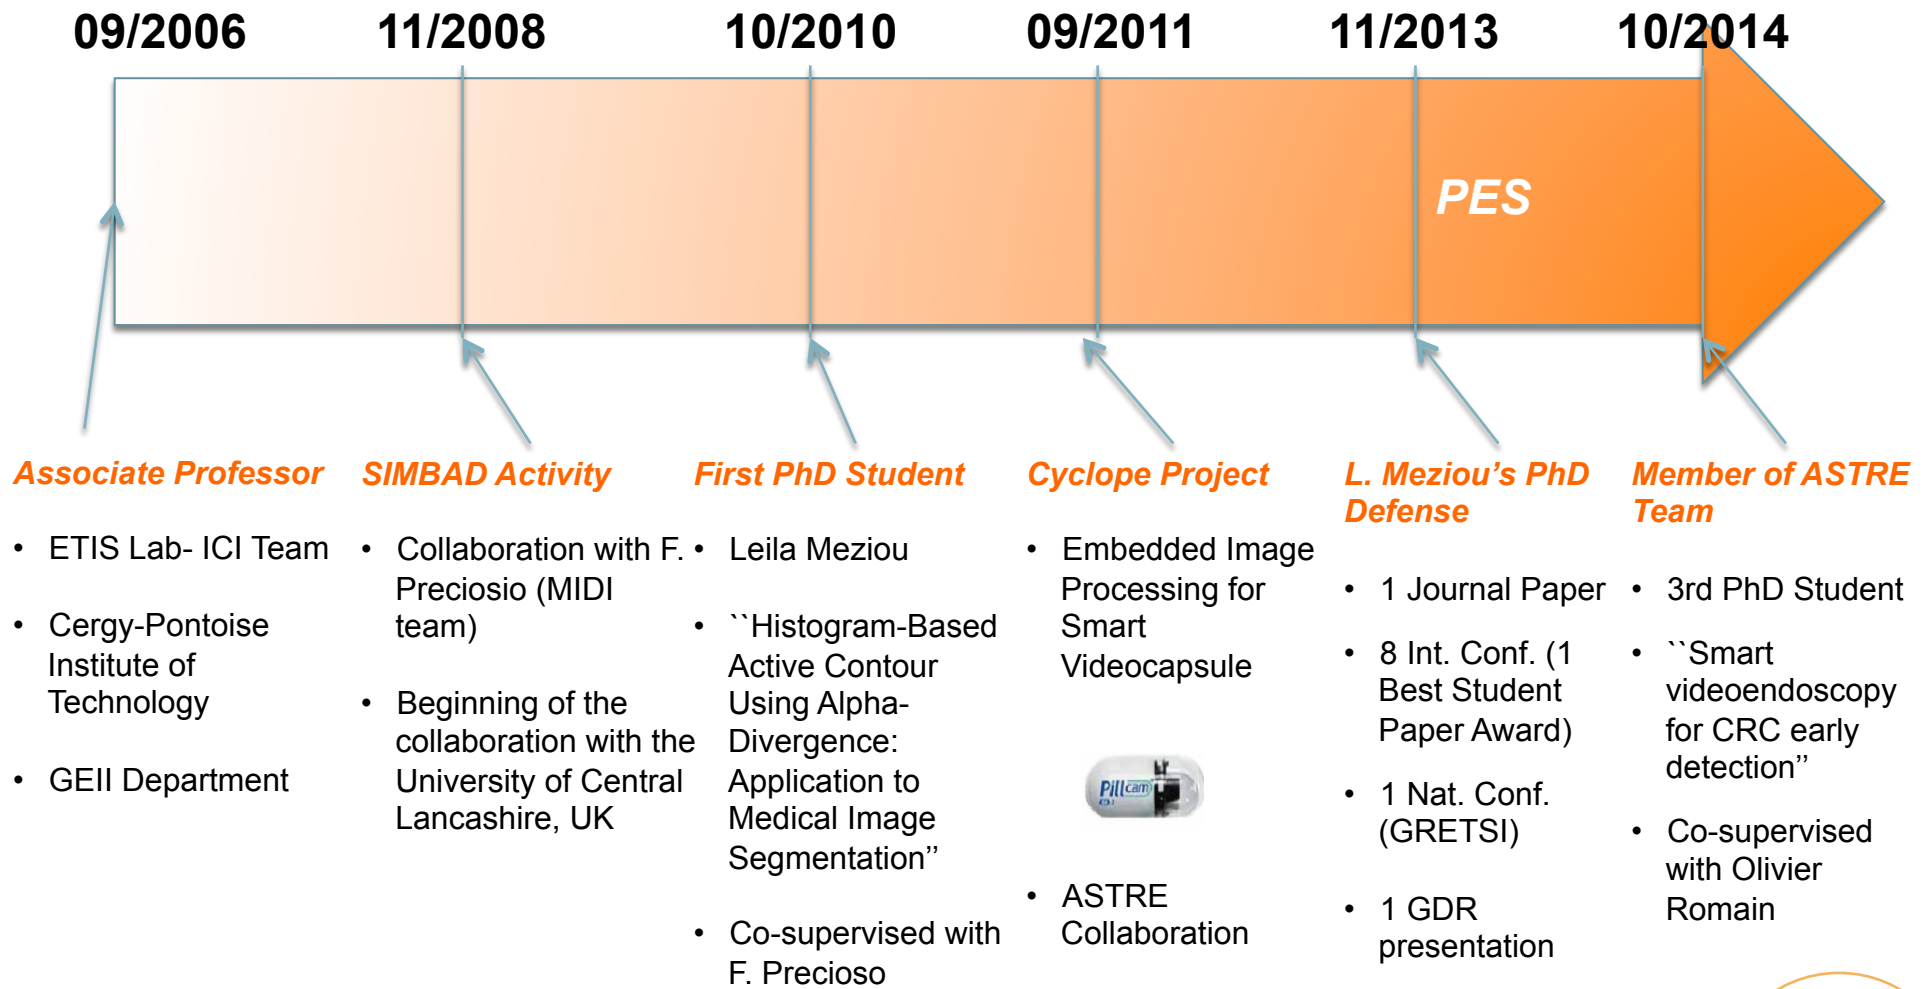 09/2006
11/2008
10/2010
09/2011
11/2013
10/2014
PES
Associate Professor
• ETIS Lab- ICI Team
• Cergy-Pontoise
Institute of
Technology
• GEII Department
SIMBAD Activity
• Collaboration with F.
Preciosio (MIDI
team)
• Beginning of the
collaboration with the
University of Central
Lancashire, UK
First PhD Student
• Leila Meziou
• ``Histogram-Based
Active Contour
Using Alpha-
Divergence:
Application to
Medical Image
Segmentation’’
• Co-supervised with
F. Precioso
Cyclope Project
• Embedded Image
Processing for
Smart
Videocapsule
Pillcam
• ASTRE
Collaboration
L. Meziou’s PhD
Defense
• 1 Journal Paper
• 8 Int. Conf. (1
Best Student
Paper Award)
• 1 Nat. Conf.
(GRETSI)
• 1 GDR
presentation
Member of ASTRE
Team
• 3rd PhD Student
• ``Smart
videoendoscopy
for CRC early
detection’’
• Co-supervised
with Olivier
Romain